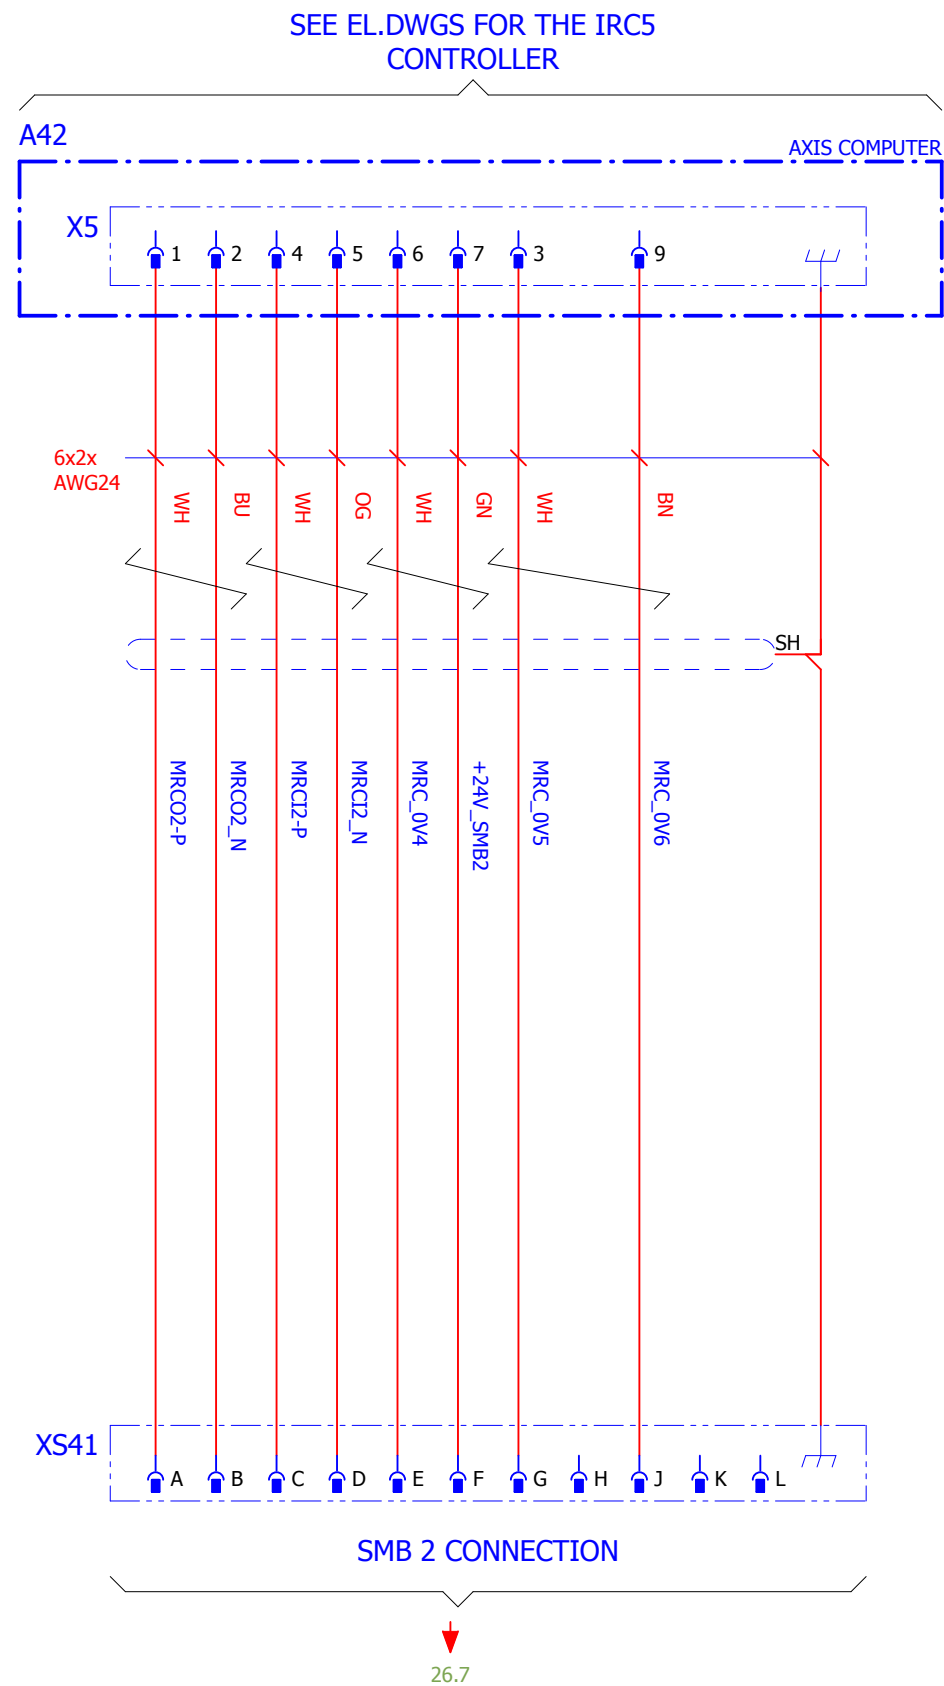 SEE EL.DWGS FOR THE IRC5
CONTROLLER
A42
AXIS COMPUTER
X5
1 2 4 5 6 7 3 9
6x2x
AWG24
WH BU WH OG WH GN WH BN
SH
MRCO2-P
MRCO2_N
MRCI2-P
MRCI2_N
MRC_0V4
+24V_SMB2
MRC_0V5
MRC_0V6
XS41
A B C D E F G H J K L
SMB 2 CONNECTION
26.7